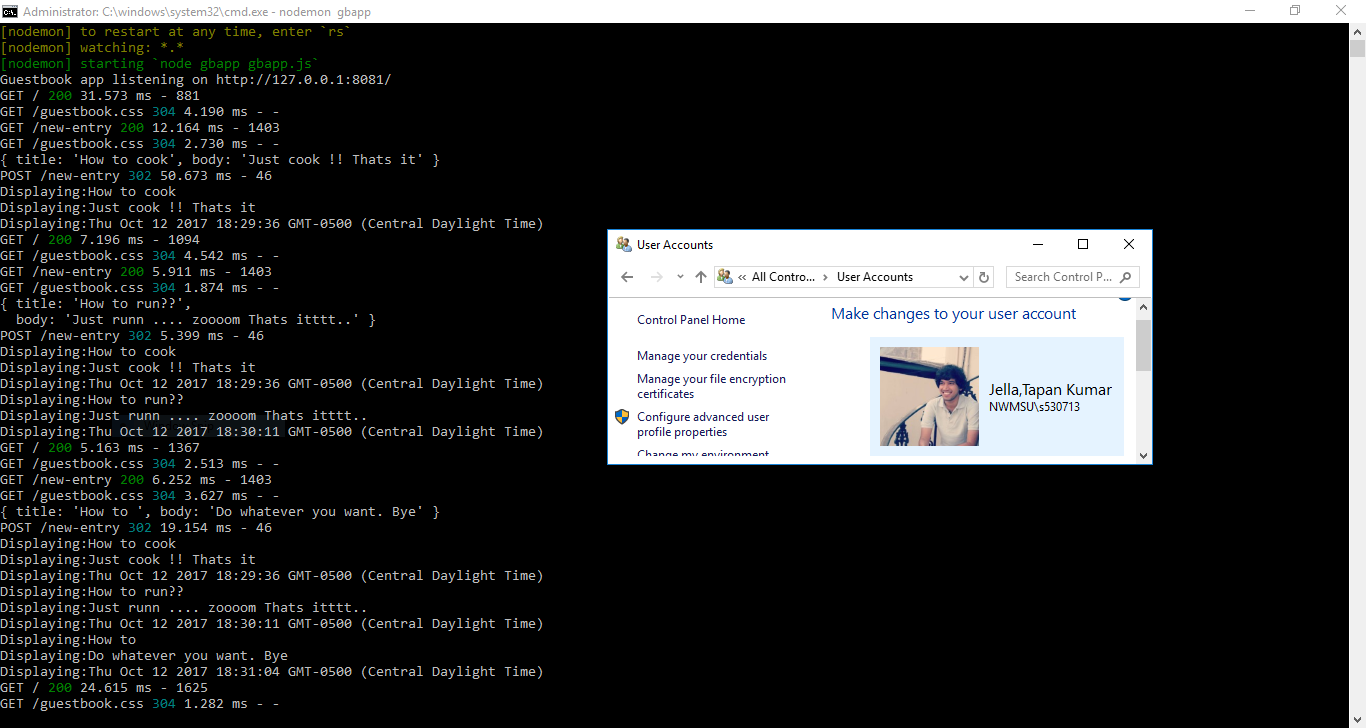 Administrator: C:\windows\system32\cmd.exe - nodemon gbapp
[nodemon] to restart at any time, enter `rs`
[nodemon] watching: *.*
[nodemon] starting `node gbapp gbapp.js`
Guestbook app listening on http://127.0.0.1:8081/
GET / 200 31.573 ms - 881
GET /guestbook.css 304 4.190 ms - -
GET /new-entry 200 12.164 ms - 1403
GET /guestbook.css 304 2.730 ms - -
{ title: 'How to cook', body: 'Just cook !! Thats it' }
POST /new-entry 302 50.673 ms - 46
Displaying:How to cook
Displaying:Just cook !! Thats it
Displaying:Thu Oct 12 2017 18:29:36 GMT-0500 (Central Daylight Time)
GET / 200 7.196 ms - 1094
GET /guestbook.css 304 4.542 ms - -
GET /new-entry 200 5.911 ms - 1403
GET /guestbook.css 304 1.874 ms - -
{ title: 'How to run??',
  body: 'Just runn .... zoooom Thats itttt..' }
POST /new-entry 302 5.399 ms - 46
Displaying:How to cook
Displaying:Just cook !! Thats it
Displaying:Thu Oct 12 2017 18:29:36 GMT-0500 (Central Daylight Time)
Displaying:How to run??
Displaying:Just runn .... zoooom Thats itttt..
Displaying:Thu Oct 12 2017 18:30:11 GMT-0500 (Central Daylight Time)
GET / 200 5.163 ms - 1367
GET /guestbook.css 304 2.513 ms - -
GET /new-entry 200 6.252 ms - 1403
GET /guestbook.css 304 3.627 ms - -
{ title: 'How to ', body: 'Do whatever you want. Bye' }
POST /new-entry 302 19.154 ms - 46
Displaying:How to cook
Displaying:Just cook !! Thats it
Displaying:Thu Oct 12 2017 18:29:36 GMT-0500 (Central Daylight Time)
Displaying:How to run??
Displaying:Just runn .... zoooom Thats itttt..
Displaying:Thu Oct 12 2017 18:30:11 GMT-0500 (Central Daylight Time)
Displaying:How to
Displaying:Do whatever you want. Bye
Displaying:Thu Oct 12 2017 18:31:04 GMT-0500 (Central Daylight Time)
GET / 200 24.615 ms - 1625
GET /guestbook.css 304 1.282 ms - -
User Accounts
« All Contro... › User Accounts
Search Control P...
Control Panel Home
Manage your credentials
Manage your file encryption
certificates
Configure advanced user
profile properties
Change my environment
Make changes to your user account
Jella,Tapan Kumar
NWMSU\s530713